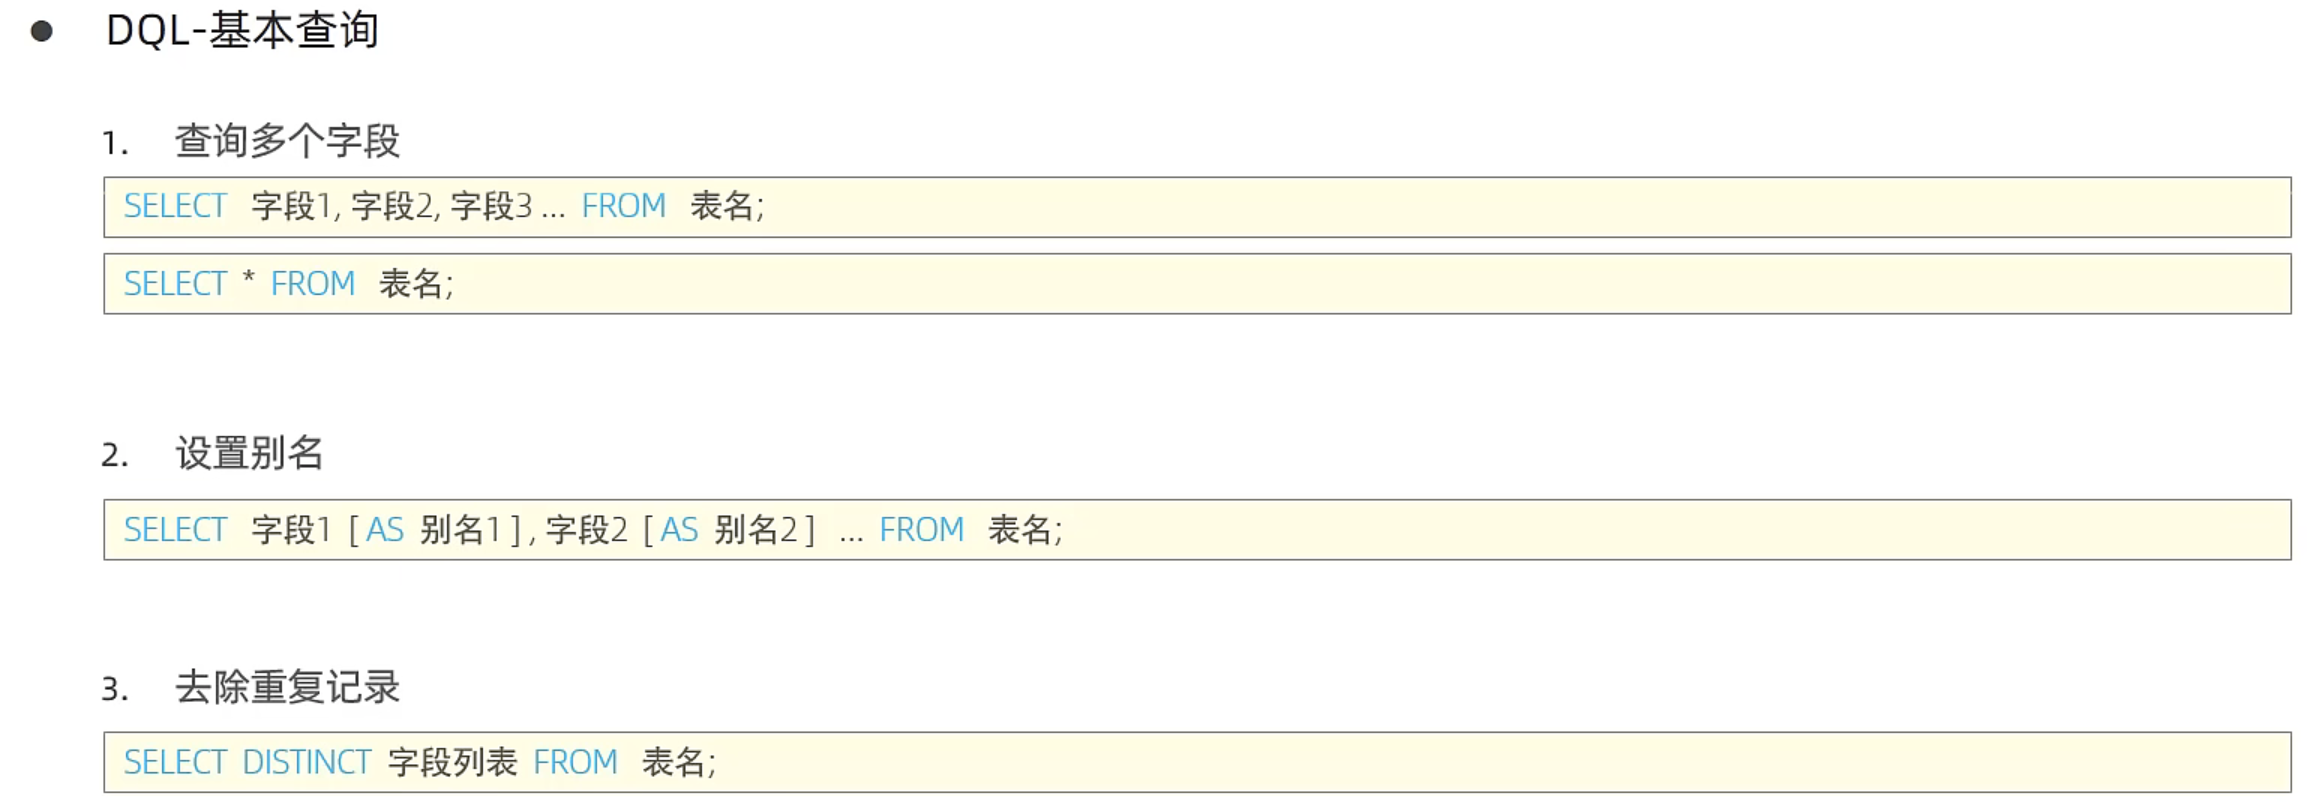 ● DQL-基本查询
1. 查询多个字段
SELECT 字段1, 字段2, 字段3 ... FROM 表名;
SELECT * FROM 表名;
2. 设置别名
SELECT 字段1 [ AS 别名1 ] , 字段2 [ AS 别名2 ] ... FROM 表名;
3. 去除重复记录
SELECT DISTINCT 字段列表 FROM 表名;